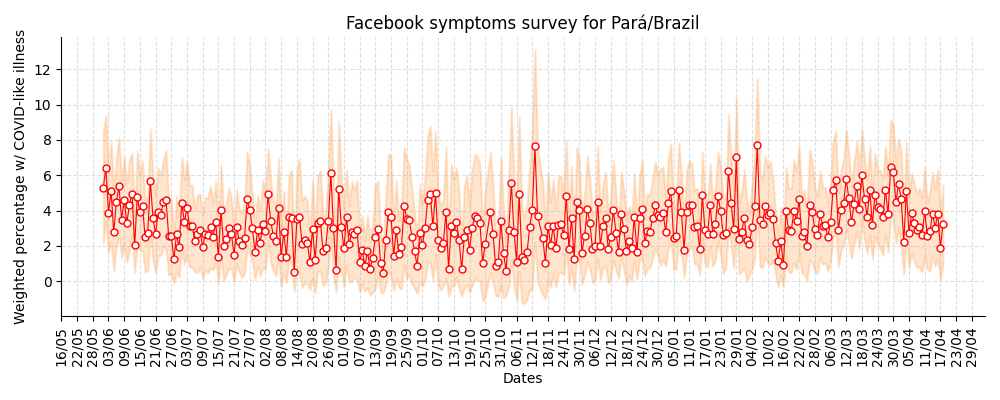 Facebook symptoms survey for Pará/Brazil
Weighted percentage w/ COVID-like illness
12
10
8
6
4
2
0
16/05 22/05 28/05 03/06 09/06 15/06 21/06 27/06 03/07 09/07 15/07 21/07 27/07 02/08 08/08 14/08 20/08 26/08 01/09 07/09 13/09 19/09 25/09 01/10 07/10 13/10 19/10 25/10 31/10 06/11 12/11 18/11 24/11 30/11 06/12 12/12 18/12 24/12 30/12 05/01 11/01 17/01 23/01 29/01 04/02 10/02 16/02 22/02 28/02 06/03 12/03 18/03 24/03 30/03 05/04 11/04 17/04 23/04 29/04
Dates